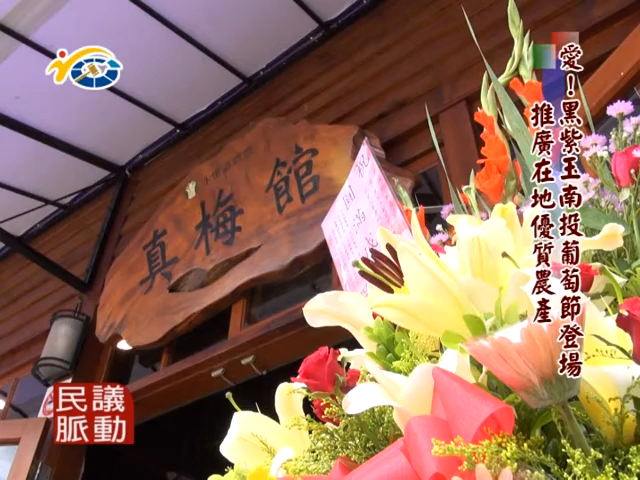 愛!黑紫玉南投葡萄節登場
推廣在地優質農產
真梅館
民議
脈動